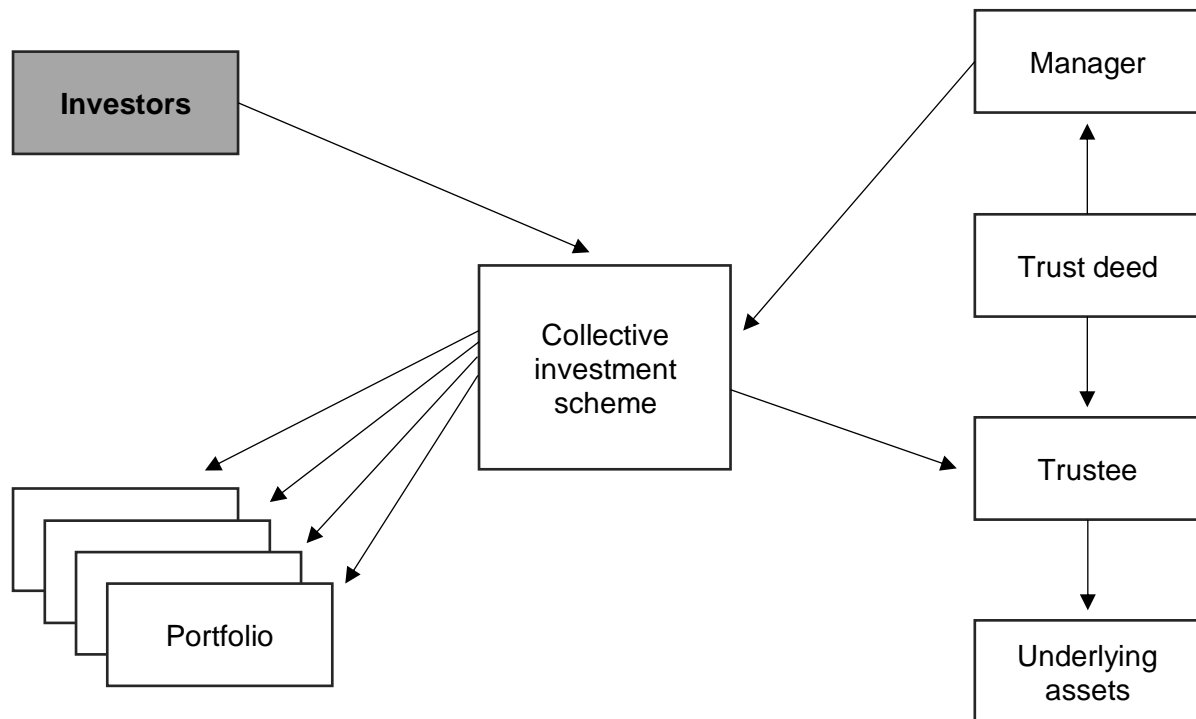 Manager
Investors
Trust deed
Collective
investment
scheme
Trustee
Portfolio
Underlying
assets